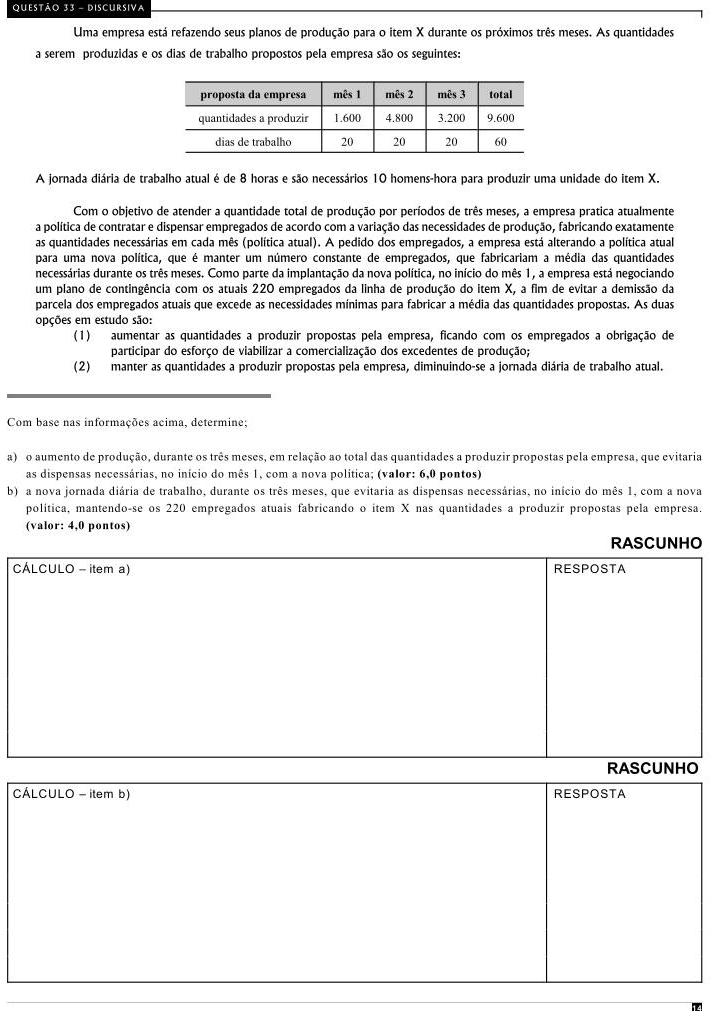 QUESTÃO 33 – DISCURSIVA
Uma empresa está refazendo seus planos de produção para o item X durante os próximos três meses. As quantidades
a serem produzidas e os dias de trabalho propostos pela empresa são os seguintes:
proposta da empresa mês 1 mês 2 mês 3 total
quantidades a produzir 1.600 4.800 3.200 9.600
dias de trabalho 20 20 20 60
A jornada diária de trabalho atual é de 8 horas e são necessários 10 homens-hora para produzir uma unidade do item X.
Com o objetivo de atender a quantidade total de produção por períodos de três meses, a empresa pratica atualmente
a política de contratar e dispensar empregados de acordo com a variação das necessidades de produção, fabricando exatamente
as quantidades necessárias em cada mês (política atual). A pedido dos empregados, a empresa está alterando a política atual
para uma nova política, que é manter um número constante de empregados, que fabricariam a média das quantidades
necessárias durante os três meses. Como parte da implantação da nova política, no início do mês 1, a empresa está negociando
um plano de contingência com os atuais 220 empregados da linha de produção do item X, a fim de evitar a demissão da
parcela dos empregados atuais que excede as necessidades mínimas para fabricar a média das quantidades propostas. As duas
opções em estudo são:
(1) aumentar as quantidades a produzir propostas pela empresa, ficando com os empregados a obrigação de
participar do esforço de viabilizar a comercialização dos excedentes de produção;
(2) manter as quantidades a produzir propostas pela empresa, diminuindo-se a jornada diária de trabalho atual.
Com base nas informações acima, determine;
a) o aumento de produção, durante os três meses, em relação ao total das quantidades a produzir propostas pela empresa, que evitaria
as dispensas necessárias, no início do mês 1, com a nova política; (valor: 6,0 pontos)
b) a nova jornada diária de trabalho, durante os três meses, que evitaria as dispensas necessárias, no início do mês 1, com a nova
política, mantendo-se os 220 empregados atuais fabricando o item X nas quantidades a produzir propostas pela empresa.
(valor: 4,0 pontos)
RASCUNHO
CÁLCULO – item a) RESPOSTA
RASCUNHO
CÁLCULO – item b) RESPOSTA
14